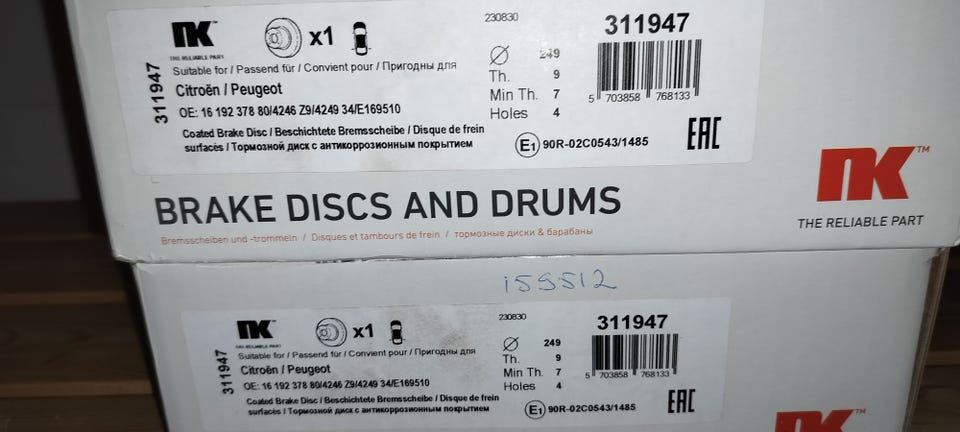 230830
311947
NK
THE RELIABLE PART
x1
Suitable for / Passend für / Convient pour / Пригодны для
Citroën / Peugeot
OE: 16 192 378 80/4246 Z9/4249 34/E169510
Coated Brake Disc / Beschichtete Bremsscheibe / Disque de frein
surfacés / Тормозной диск с антикоррозионным покрытием
311947
Ø 249
Th. 9
Min Th. 7
Holes 4
5 703858 768133
E1 90R-02C0543/1485
EAC
NK™
THE RELIABLE PART
BRAKE DISCS AND DRUMS
Bremsscheiben und -trommeln / Disques et tambours de frein / тормозные диски & барабаны
159512
230830
311947
NK
THE RELIABLE PART
x1
Suitable for / Passend für / Convient pour / Пригодны для
Citroën / Peugeot
OE: 16 192 378 80/4246 Z9/4249 34/E169510
Coated Brake Disc / Beschichtete Bremsscheibe / Disque de frein
surfacés / Тормозной диск с антикоррозионным покрытием
311947
Ø 249
Th. 9
Min Th. 7
Holes 4
5 703858 768133
E1 90R-02C0543/1485
EAC
NK™